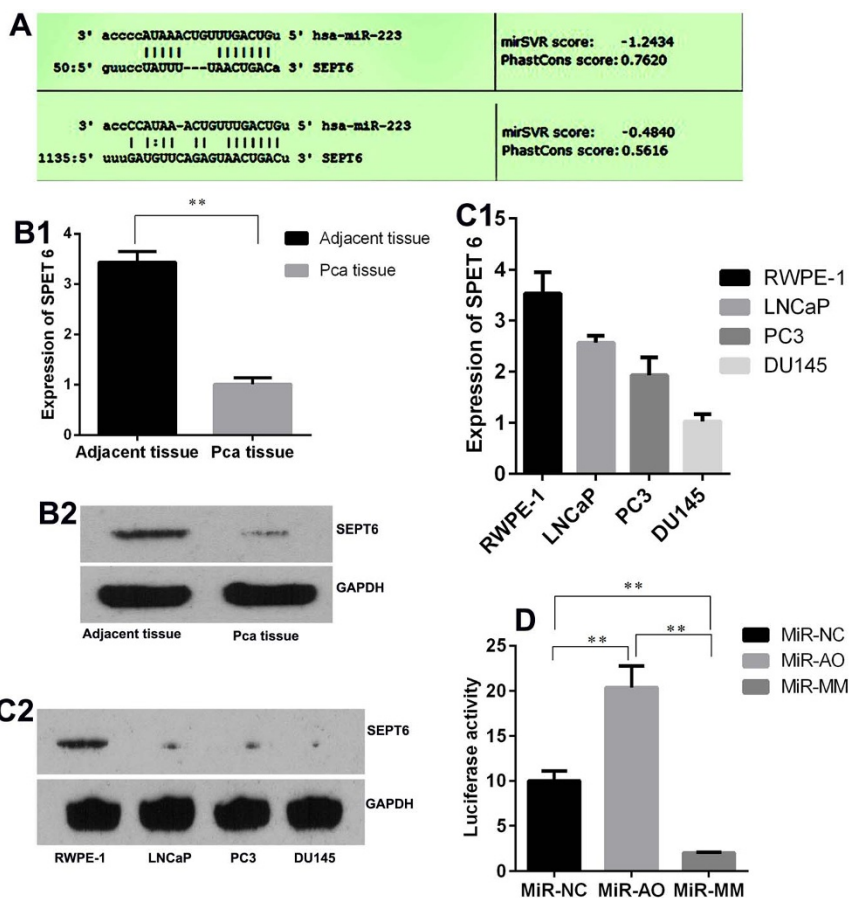 A
3' accccAUAAACUGUUUGACUGu 5' hsa-miR-223
||||| |||||||
50:5' guuccUAUUU---UAACUGACa 3' SEPT6
mirSVR score: -1.2434
PhastCons score: 0.7620
3' accCCAUAA-ACUGUUUGACUGu 5' hsa-miR-223
| |:|| || |||||||
1135:5' uuuGAUGUUCAGAGUAACUGACu 3' SEPT6
mirSVR score: -0.4840
PhastCons score: 0.5616
B1
**
Adjacent tissue
Pca tissue
Expression of SPET 6
4
3
2
1
0
Adjacent tissue Pca tissue
C1
RWPE-1
LNCaP
PC3
DU145
Expression of SPET 6
5
4
3
2
1
0
RWPE-1 LNCaP PC3 DU145
B2
SEPT6
GAPDH
Adjacent tissue Pca tissue
C2
SEPT6
GAPDH
RWPE-1 LNCaP PC3 DU145
D
**
** **
MiR-NC
MiR-AO
MiR-MM
Luciferase activity
25
20
15
10
5
0
MiR-NC MiR-AO MiR-MM